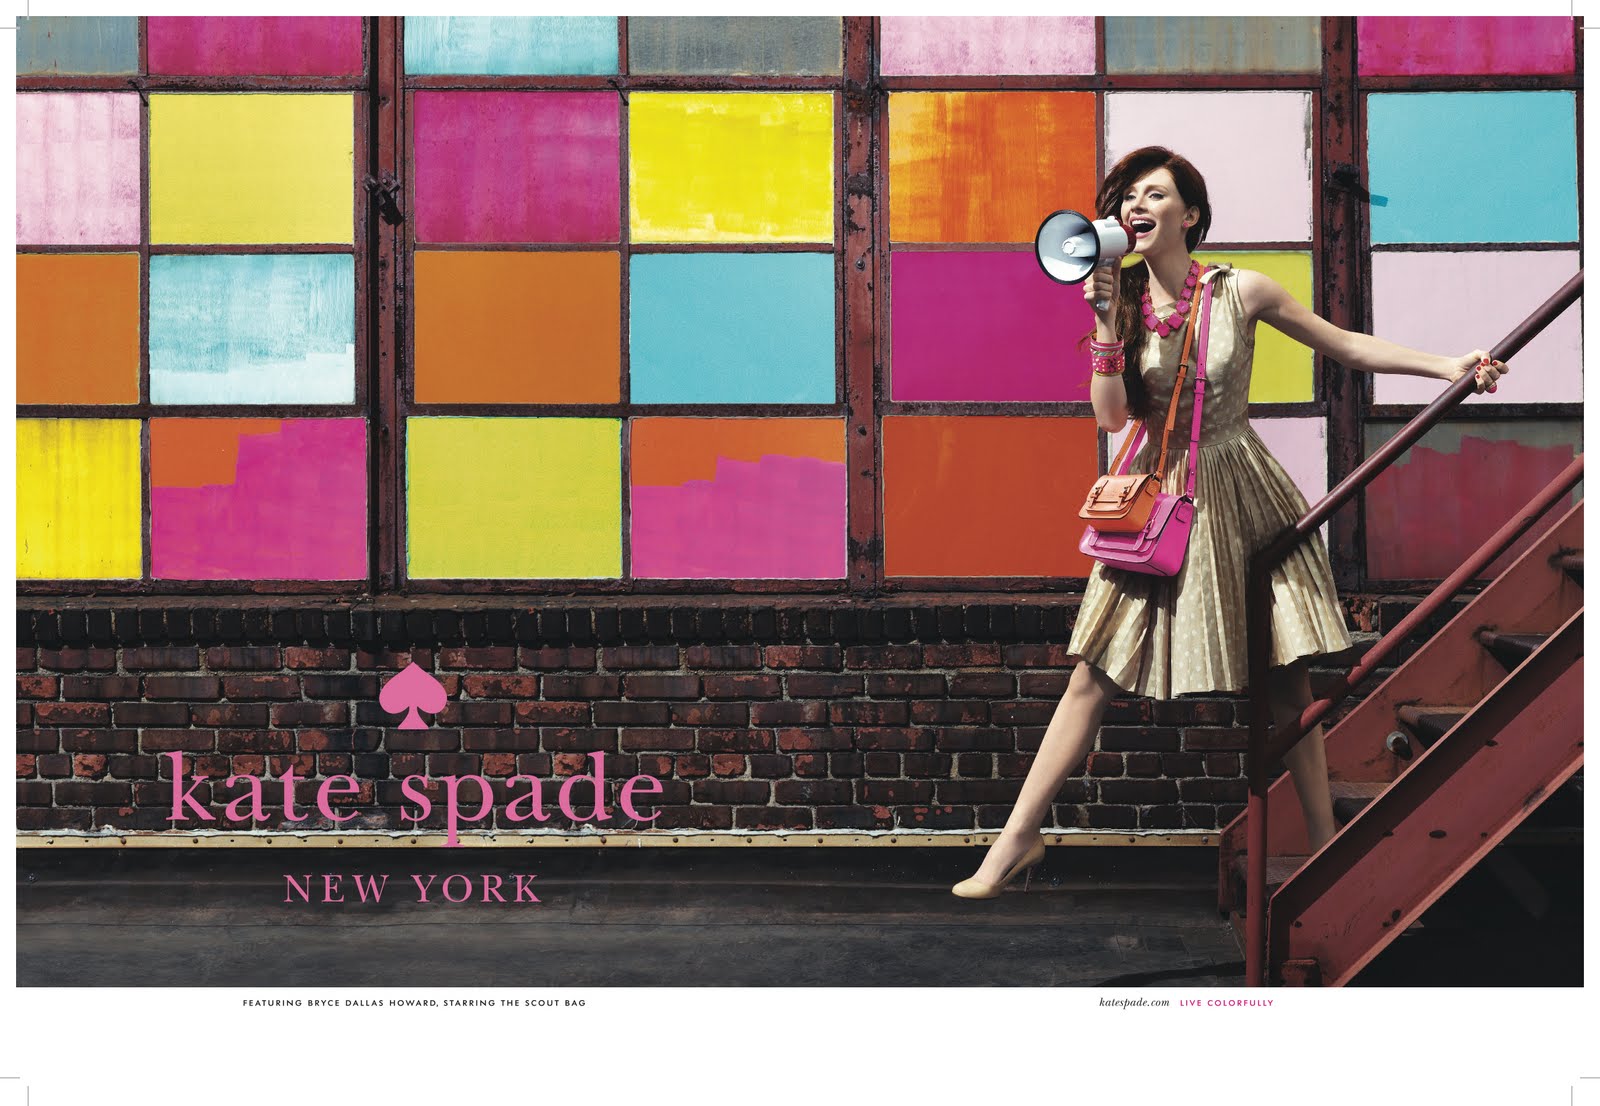 kate spade
NEW YORK
FEATURING BRYCE DALLAS HOWARD, STARRING THE SCOUT BAG
katespade.com LIVE COLORFULLY